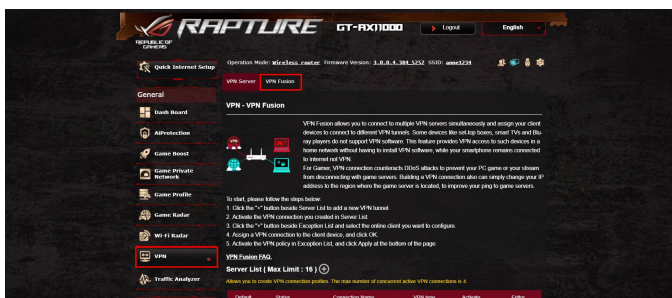 REPUBLIC OF
GAMERS
RAPTURE
GT-AX11000
Logout
English
Quick Internet Setup
Operation Mode: Wireless router Firmware Version: 3.0.0.4.384_5252 SSID: anne1234
VPN Server VPN Fusion
General
Dash Board
AiProtection
Game Boost
Game Private
Network
Game Profile
Game Radar
Wi-Fi Radar
VPN
Traffic Analyzer
VPN - VPN Fusion
VPN
VPN Fusion allows you to connect to multiple VPN servers simultaneously and assign your client
devices to connect to different VPN tunnels. Some devices like set-top boxes, smart TVs and Blu-
ray players do not support VPN software. This feature provides VPN access to such devices in a
home network without having to install VPN software, while your smartphone remains connected
to Internet not VPN.
For Gamer, VPN connection counteracts DDoS attacks to prevent your PC game or your stream
from disconnecting with game servers. Building a VPN connection also can simply change your IP
address to the region where the game server is located, to improve your ping to game servers.
To start, please follow the steps below:
1. Click the "+" button beside Server List to add a new VPN tunnel.
2. Activate the VPN connection you created in Server List.
3. Click the "+" button beside Exception List and select the online client you want to configure.
4. Assign a VPN connection to the client device, and click OK.
5. Activate the VPN policy in Exception List, and click Apply at the bottom of the page.
VPN Fusion FAQ.
Server List ( Max Limit : 16 )
Allows you to create VPN connection profiles. The max number of concurrent active VPN connections is 4.
Default Status Connection Name VPN type Activate Editor